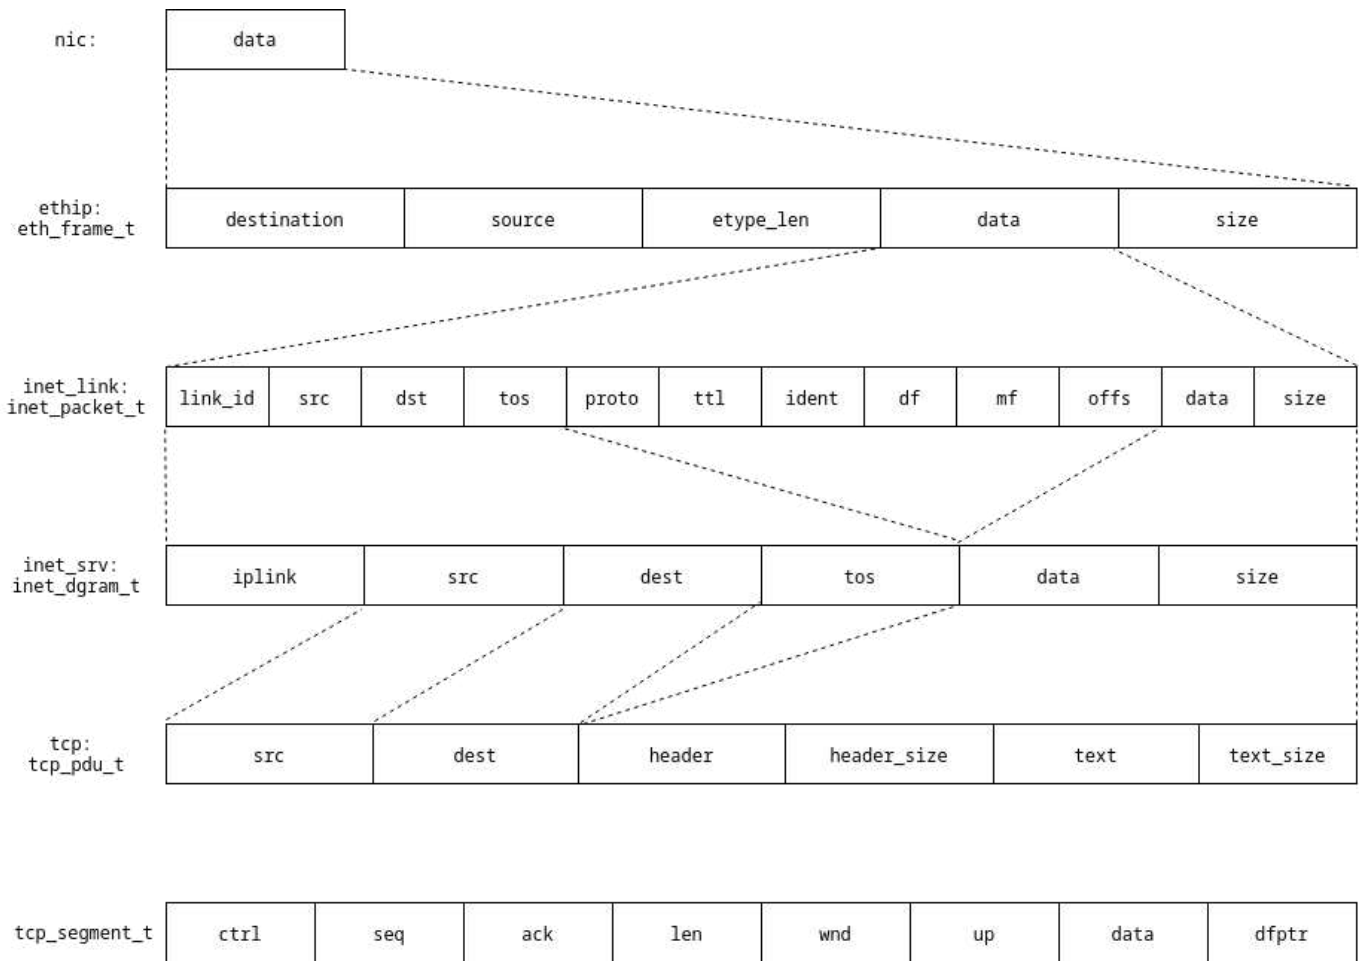 nic:
data
ethip:
eth_frame_t
destination
source
etype_len
data
size
inet_link:
inet_packet_t
link_id
src
dst
tos
proto
ttl
ident
df
mf
offs
data
size
inet_srv:
inet_dgram_t
iplink
src
dest
tos
data
size
tcp:
tcp_pdu_t
src
dest
header
header_size
text
text_size
tcp_segment_t
ctrl
seq
ack
len
wnd
up
data
dfptr